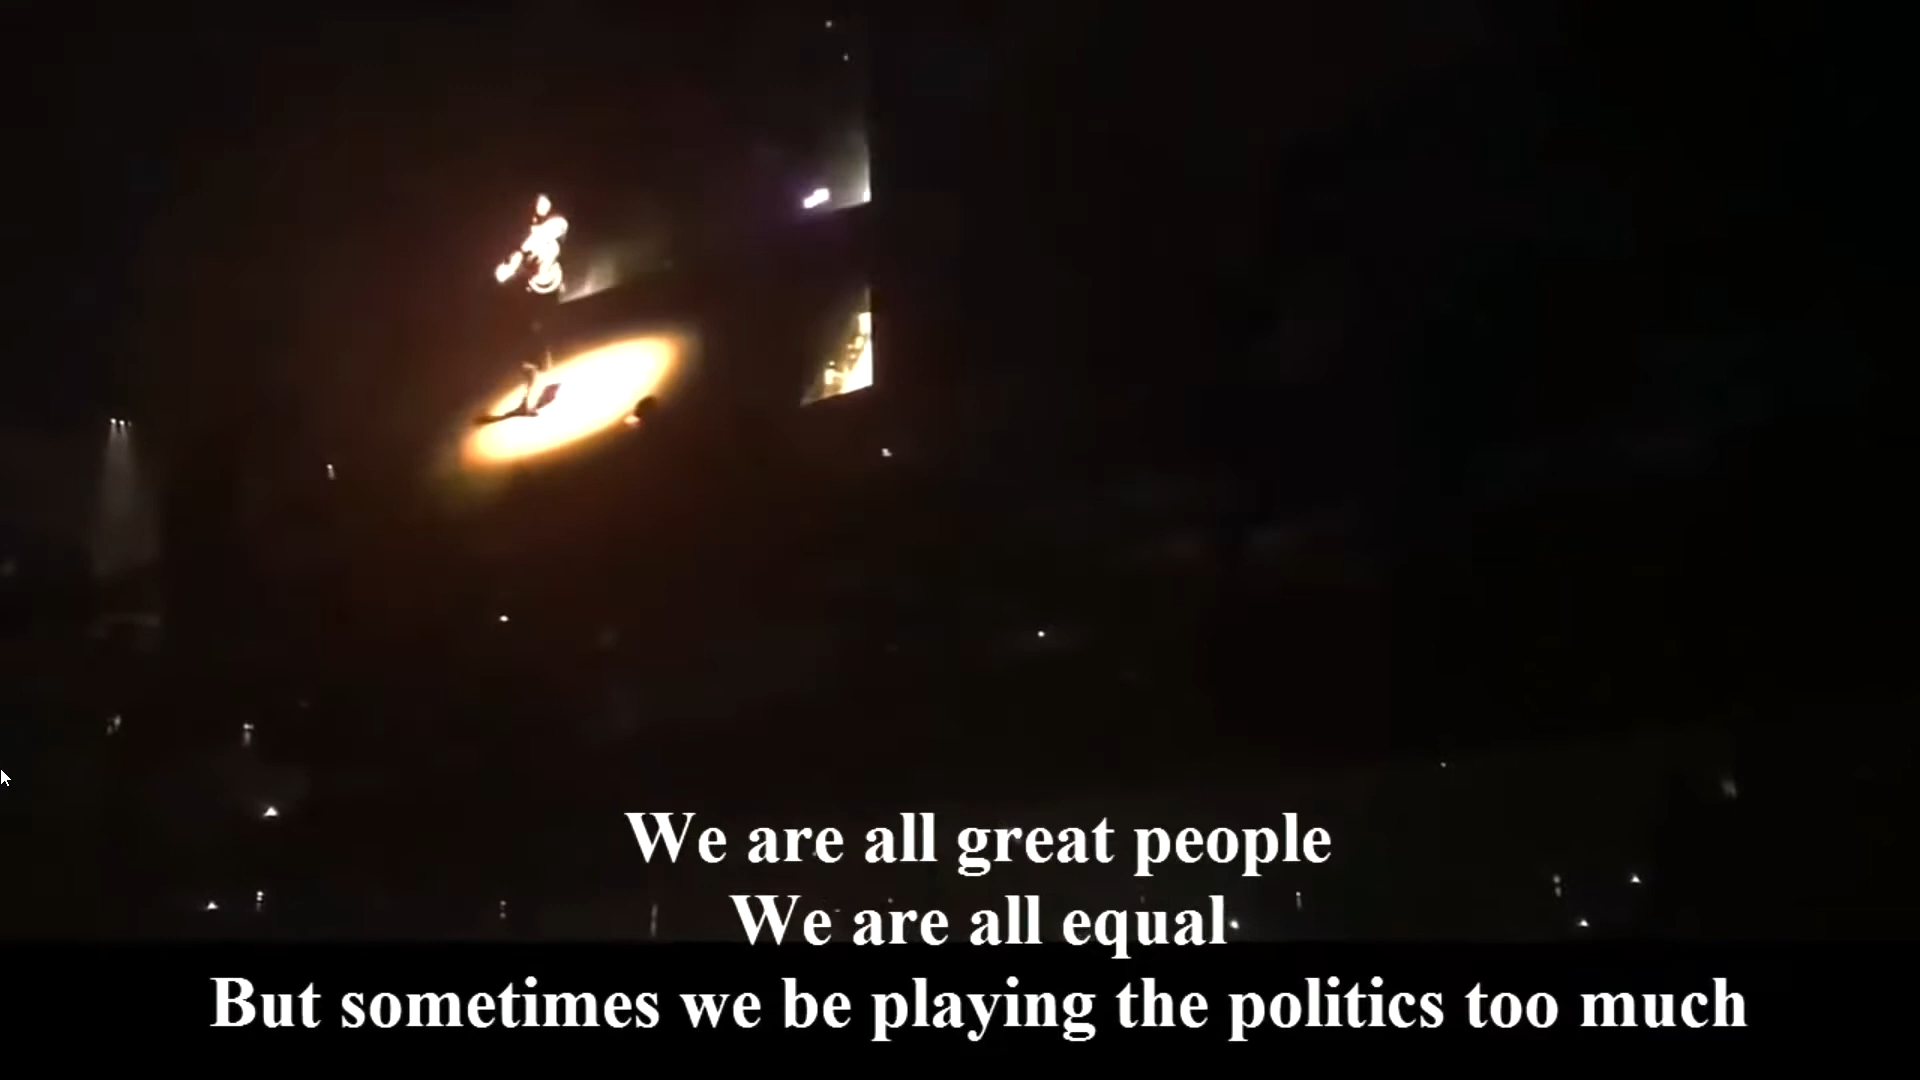 We are all great people
We are all equal
But sometimes we be playing the politics too much